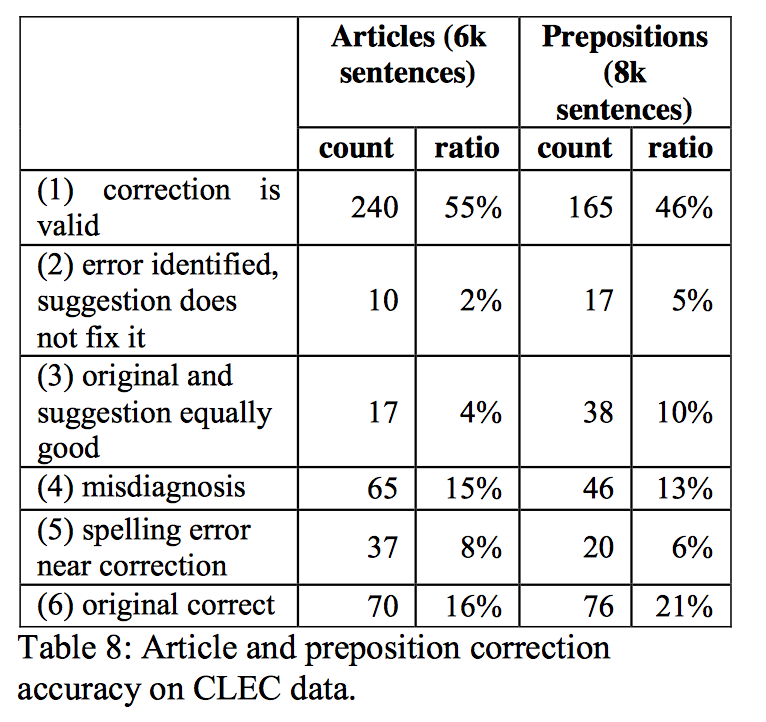 Articles (6k Prepositions
sentences) (8k
sentences)
count ratio count ratio
(1) correction is
valid 240 55% 165 46%
(2) error identified,
suggestion does 10 2% 17 5%
not fix it
(3) original and
suggestion equally 17 4% 38 10%
good
(4) misdiagnosis 65 15% 46 13%
(5) spelling error
near correction 37 8% 20 6%
(6) original correct 70 16% 76 21%
Table 8: Article and preposition correction
accuracy on CLEC data.